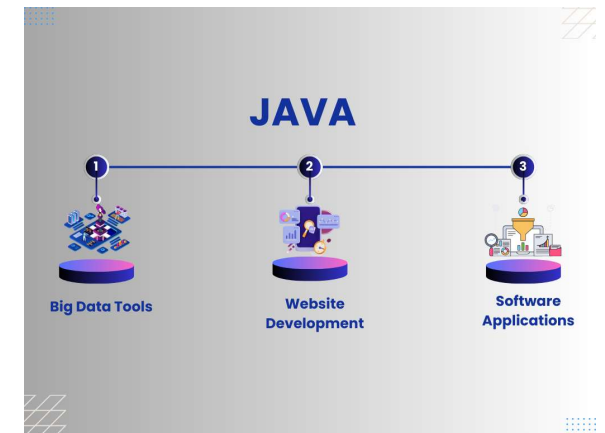 JAVA
1
2
3
Big Data Tools
Website
Development
Software
Applications